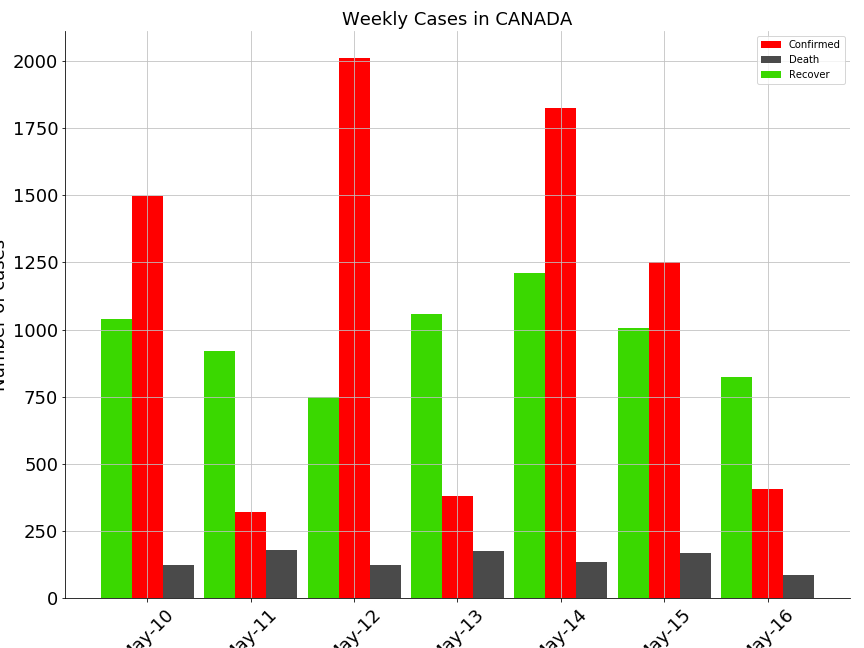 Weekly Cases in CANADA
Confirmed
Death
Recover
2000
1750
1500
1250
1000
750
500
250
0
Number of cases
May-10
May-11
May-12
May-13
May-14
May-15
May-16